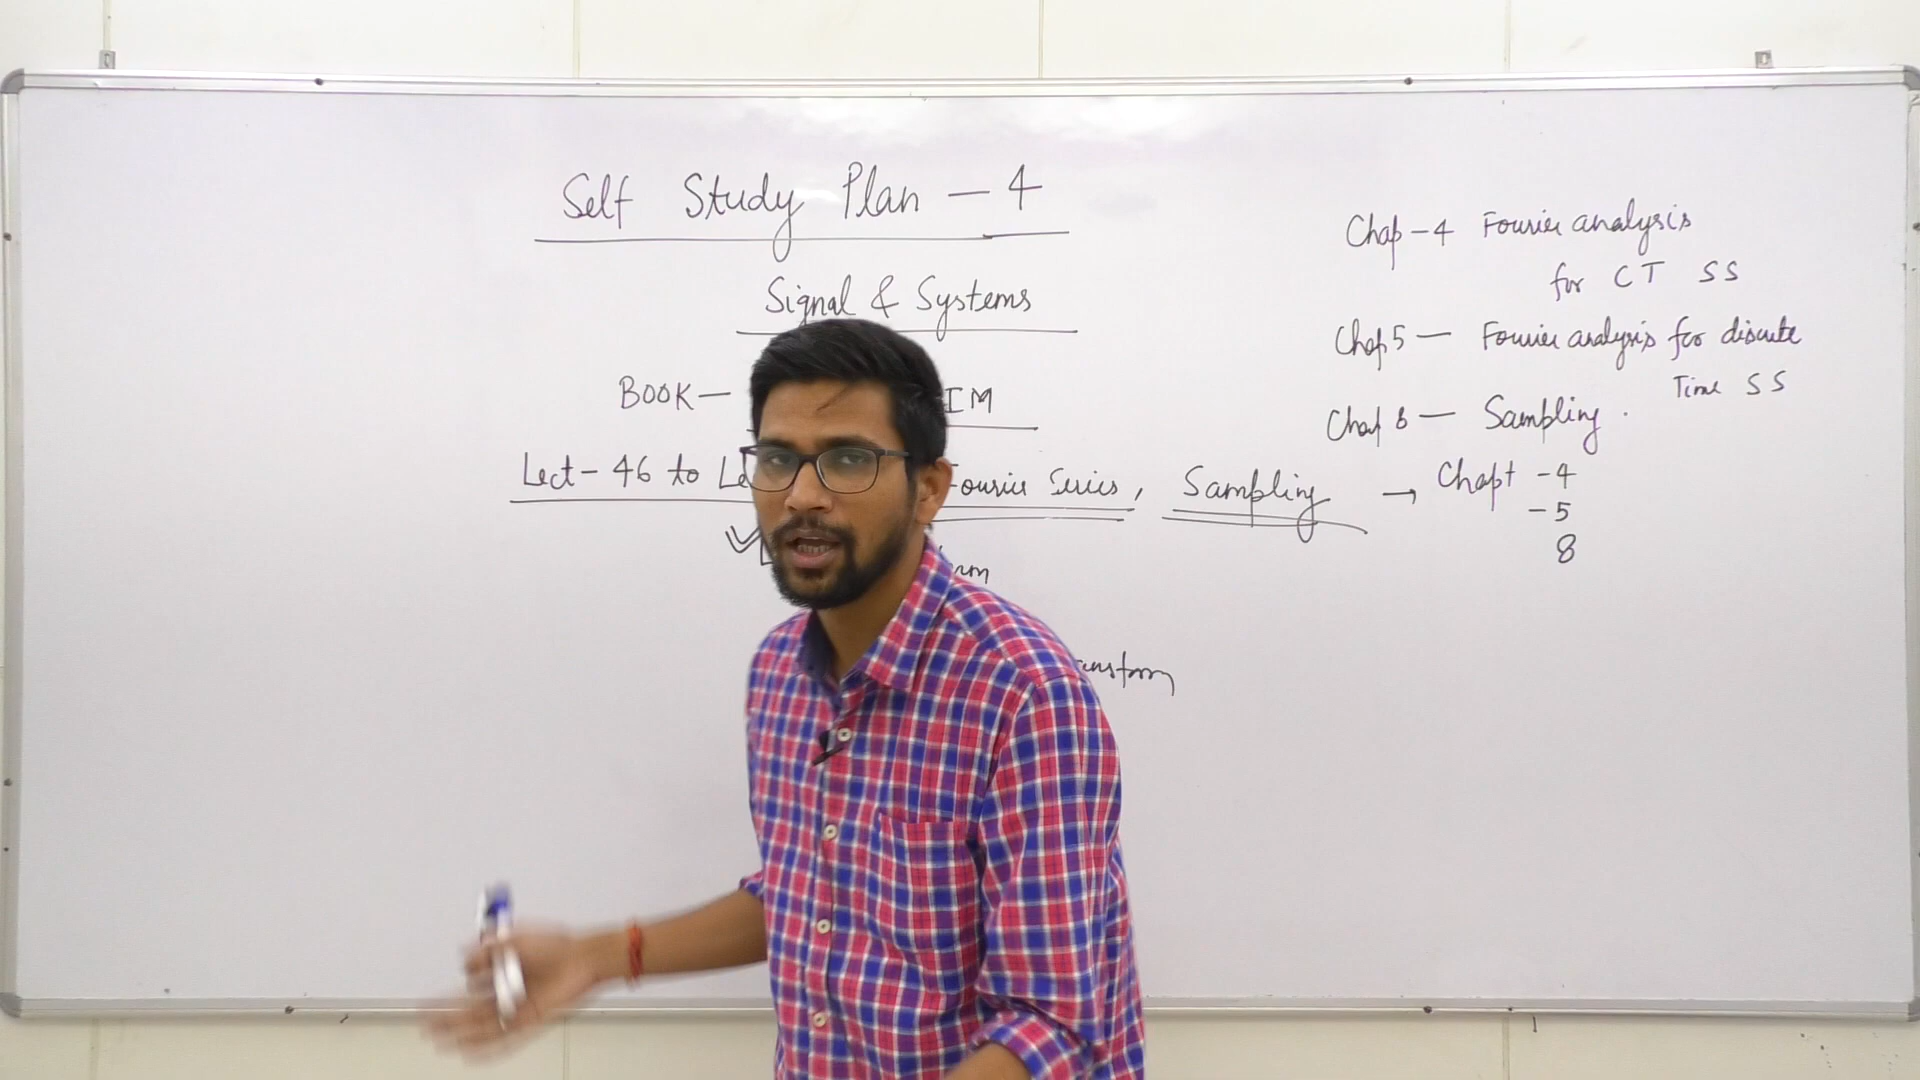 Self Study Plan - 4
Signal & Systems
BOOK -
Lect - 46 to
Fourier Series, Sampling → Chapt - 4
- 5
8
Chap - 4 Fourier analysis
for CT SS
Chap 5 - Fourier analysis for discrete
Time SS
Chap 8 - Sampling.